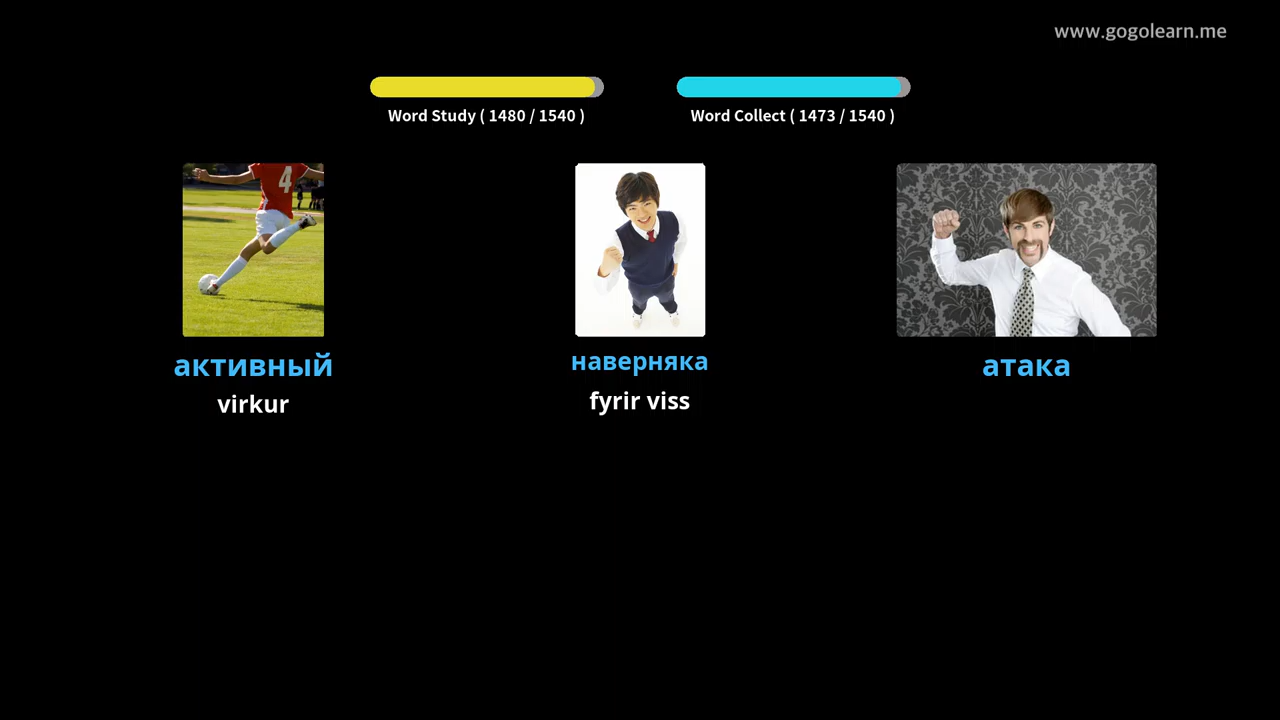 www.gogolearn.me
Word Study ( 1480 / 1540 )
Word Collect ( 1473 / 1540 )
4
активный
virkur
наверняка
fyrir viss
атака